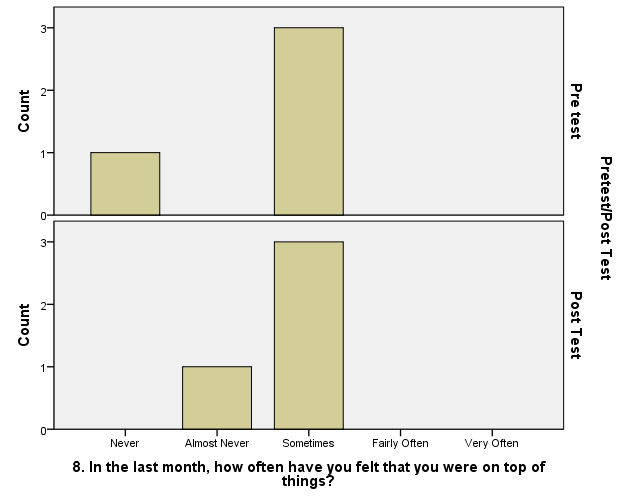 3
2
1
0
Count
Pre test
3
2
1
0
Count
Post Test
Pretest/Post Test
Never
Almost Never
Sometimes
Fairly Often
Very Often
8. In the last month, how often have you felt that you were on top of
things?